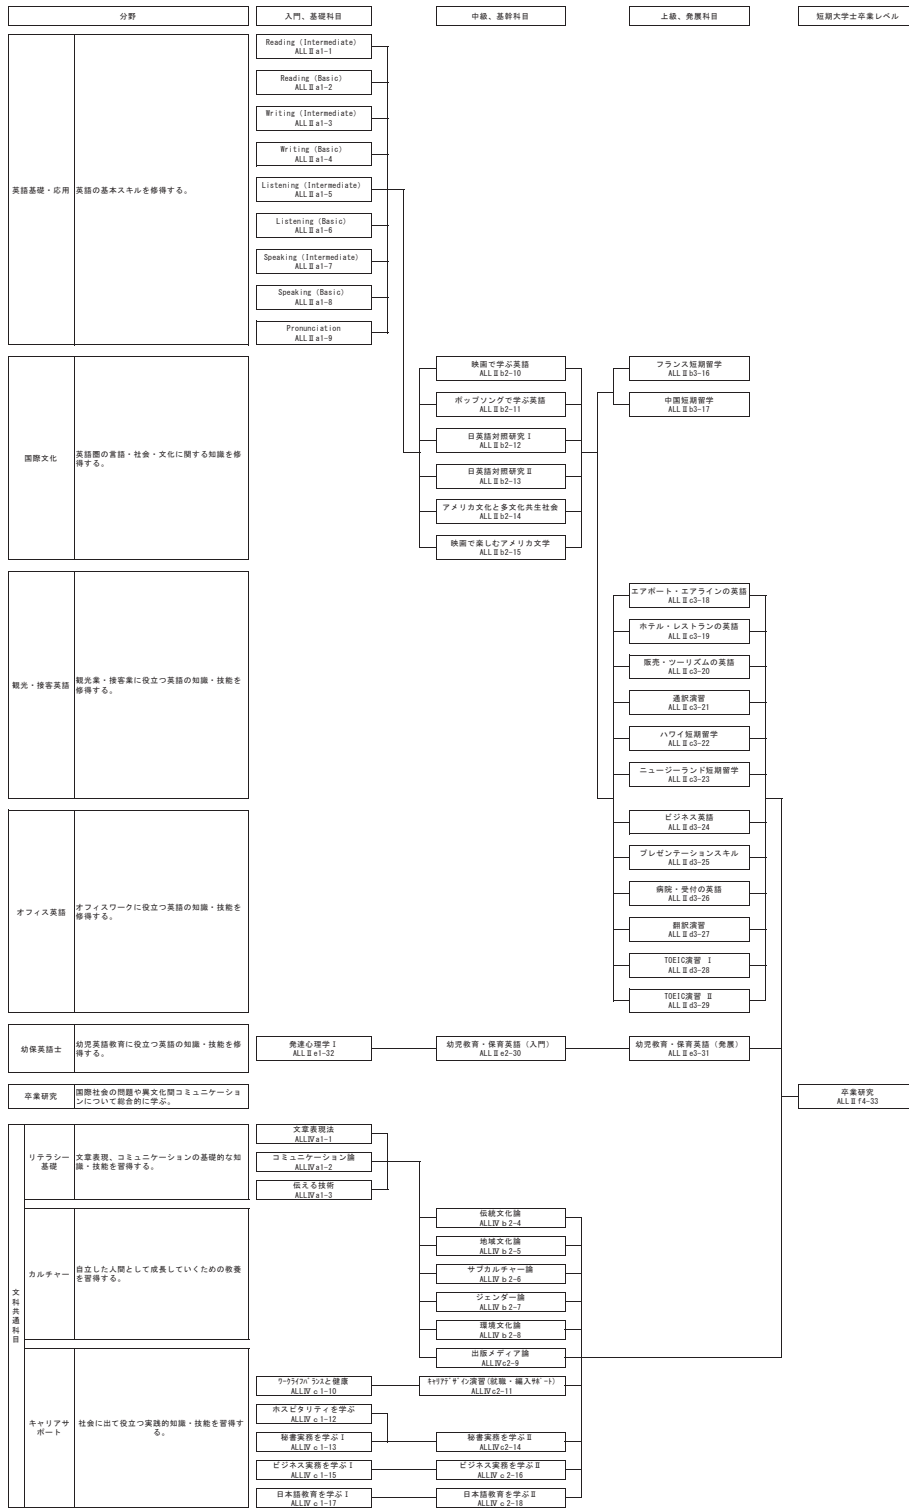 分野
入門、基礎科目
中級、基幹科目
上級、発展科目
短期大学士卒業レベル
英語基礎・応用
英語の基本スキルを修得する。
Reading (Intermediate)
ALLⅡa1-1
Reading (Basic)
ALLⅡa1-2
Writing (Intermediate)
ALLⅡa1-3
Writing (Basic)
ALLⅡa1-4
Listening (Intermediate)
ALLⅡa1-5
Listening (Basic)
ALLⅡa1-6
Speaking (Intermediate)
ALLⅡa1-7
Speaking (Basic)
ALLⅡa1-8
Pronunciation
ALLⅡa1-9
国際文化
英語圏の言語・社会・文化に関する知識を修
得する。
映画で学ぶ英語
ALLⅡb2-10
ポップソングで学ぶ英語
ALLⅡb2-11
日英語対照研究Ⅰ
ALLⅡb2-12
日英語対照研究Ⅱ
ALLⅡb2-13
アメリカ文化と多文化共生社会
ALLⅡb2-14
映画で楽しむアメリカ文学
ALLⅡb2-15
フランス短期留学
ALLⅡb3-16
中国短期留学
ALLⅡb3-17
観光・接客英語
観光業・接客業に役立つ英語の知識・技能を
修得する。
エアポート・エアラインの英語
ALLⅡc3-18
ホテル・レストランの英語
ALLⅡc3-19
販売・ツーリズムの英語
ALLⅡc3-20
通訳演習
ALLⅡc3-21
ハワイ短期留学
ALLⅡc3-22
ニュージーランド短期留学
ALLⅡc3-23
オフィス英語
オフィスワークに役立つ英語の知識・技能を
修得する。
ビジネス英語
ALLⅡd3-24
プレゼンテーションスキル
ALLⅡd3-25
病院・受付の英語
ALLⅡd3-26
翻訳演習
ALLⅡd3-27
TOEIC演習 Ⅰ
ALLⅡd3-28
TOEIC演習 Ⅱ
ALLⅡd3-29
幼保英語士
幼児英語教育に役立つ英語の知識・技能を修
得する。
発達心理学Ⅰ
ALLⅡe1-32
幼児教育・保育英語（入門）
ALLⅡe2-30
幼児教育・保育英語（発展）
ALLⅡe3-31
卒業研究
国際社会の問題や異文化間コミュニケーショ
ンについて総合的に学ぶ。
卒業研究
ALLⅡf4-33
文科共通科目
リテラシー
基礎
文章表現、コミュニケーションの基礎的な知
識・技能を習得する。
文章表現法
ALLⅣa1-1
コミュニケーション論
ALLⅣa1-2
伝える技術
ALLⅣa1-3
カルチャー
自立した人間として成長していくための教養
を習得する。
伝統文化論
ALLⅣｂ2-4
地域文化論
ALLⅣｂ2-5
サブカルチャー論
ALLⅣｂ2-6
ジェンダー論
ALLⅣｂ2-7
環境文化論
ALLⅣｂ2-8
出版メディア論
ALLⅣc2-9
キャリアサ
ポート
社会に出て役立つ実践的知識・技能を習得す
る。
ﾜｰｸﾗｲﾌﾊﾞﾗﾝｽと健康
ALLⅣｃ1-10
ｷｬﾘｱﾃﾞｻﾞｲﾝ演習(就職・編入ｻﾎﾟｰﾄ)
ALLⅣc2-11
ホスピタリティを学ぶ
ALLⅣｃ1-12
秘書実務を学ぶⅠ
ALLⅣｃ1-13
秘書実務を学ぶⅡ
ALLⅣc2-14
ビジネス実務を学ぶⅠ
ALLⅣｃ1-15
ビジネス実務を学ぶⅡ
ALLⅣｃ2-16
日本語教育を学ぶⅠ
ALLⅣｃ1-17
日本語教育を学ぶⅡ
ALLⅣｃ2-18